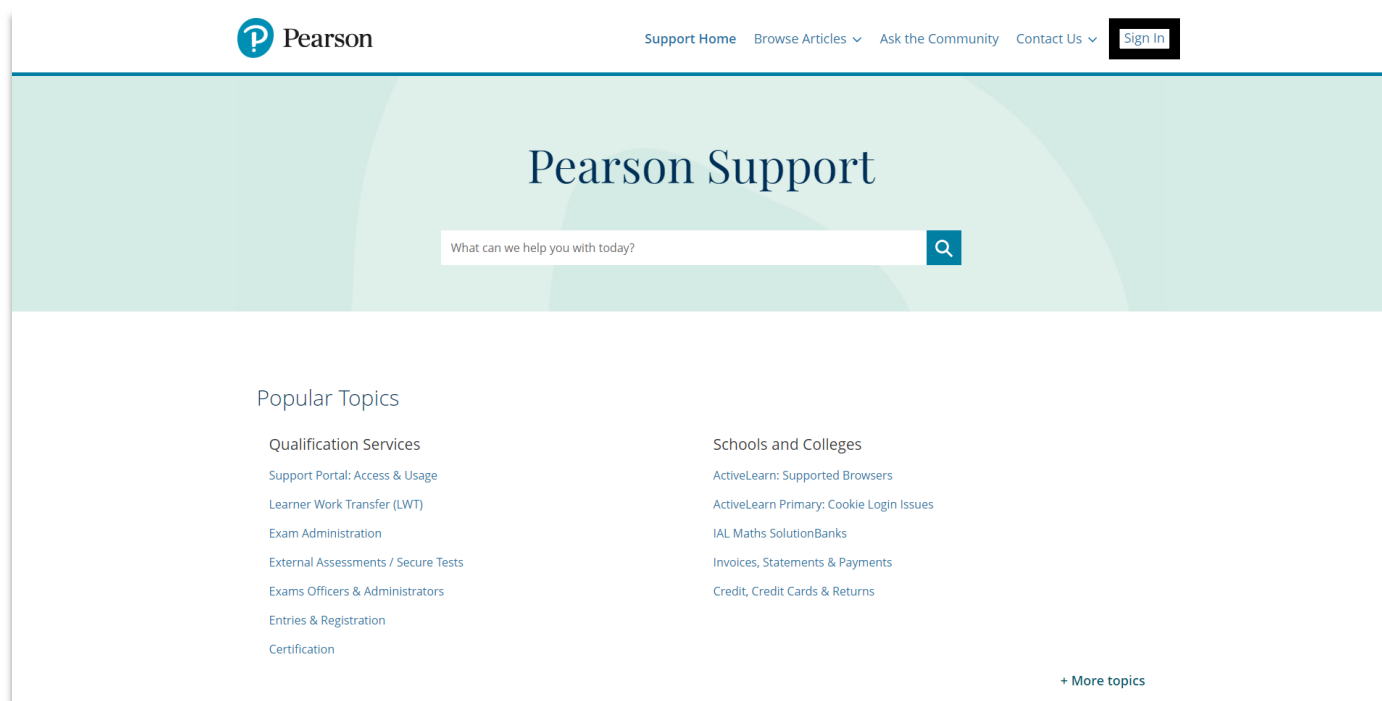 Pearson
Support Home Browse Articles Ask the Community Contact Us Sign In
Pearson Support
What can we help you with today?
Popular Topics
Qualification Services
Support Portal: Access & Usage
Learner Work Transfer (LWT)
Exam Administration
External Assessments / Secure Tests
Exams Officers & Administrators
Entries & Registration
Certification
Schools and Colleges
ActiveLearn: Supported Browsers
ActiveLearn Primary: Cookie Login Issues
IAL Maths SolutionBanks
Invoices, Statements & Payments
Credit, Credit Cards & Returns
+ More topics